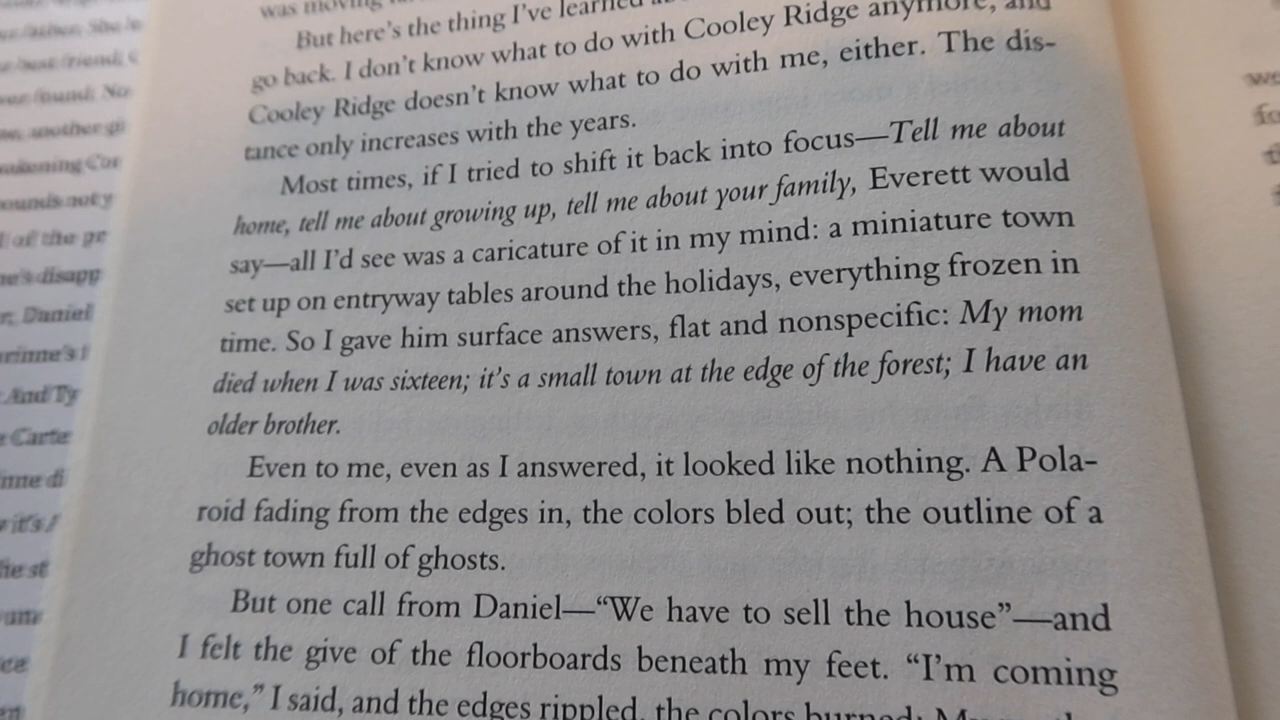 was moving
But here's the thing I've learned
go back. I don't know what to do with Cooley Ridge anymore, and
Cooley Ridge doesn't know what to do with me, either. The dis-
tance only increases with the years.
Most times, if I tried to shift it back into focus—Tell me about
home, tell me about growing up, tell me about your family, Everett would
say—all I'd see was a caricature of it in my mind: a miniature town
set up on entryway tables around the holidays, everything frozen in
time. So I gave him surface answers, flat and nonspecific: My mom
died when I was sixteen; it's a small town at the edge of the forest; I have an
older brother.
Even to me, even as I answered, it looked like nothing. A Pola-
roid fading from the edges in, the colors bled out; the outline of a
ghost town full of ghosts.
But one call from Daniel—“We have to sell the house”—and
I felt the give of the floorboards beneath my feet. “I'm coming
home,” I said, and the edges rippled, the colors burned: